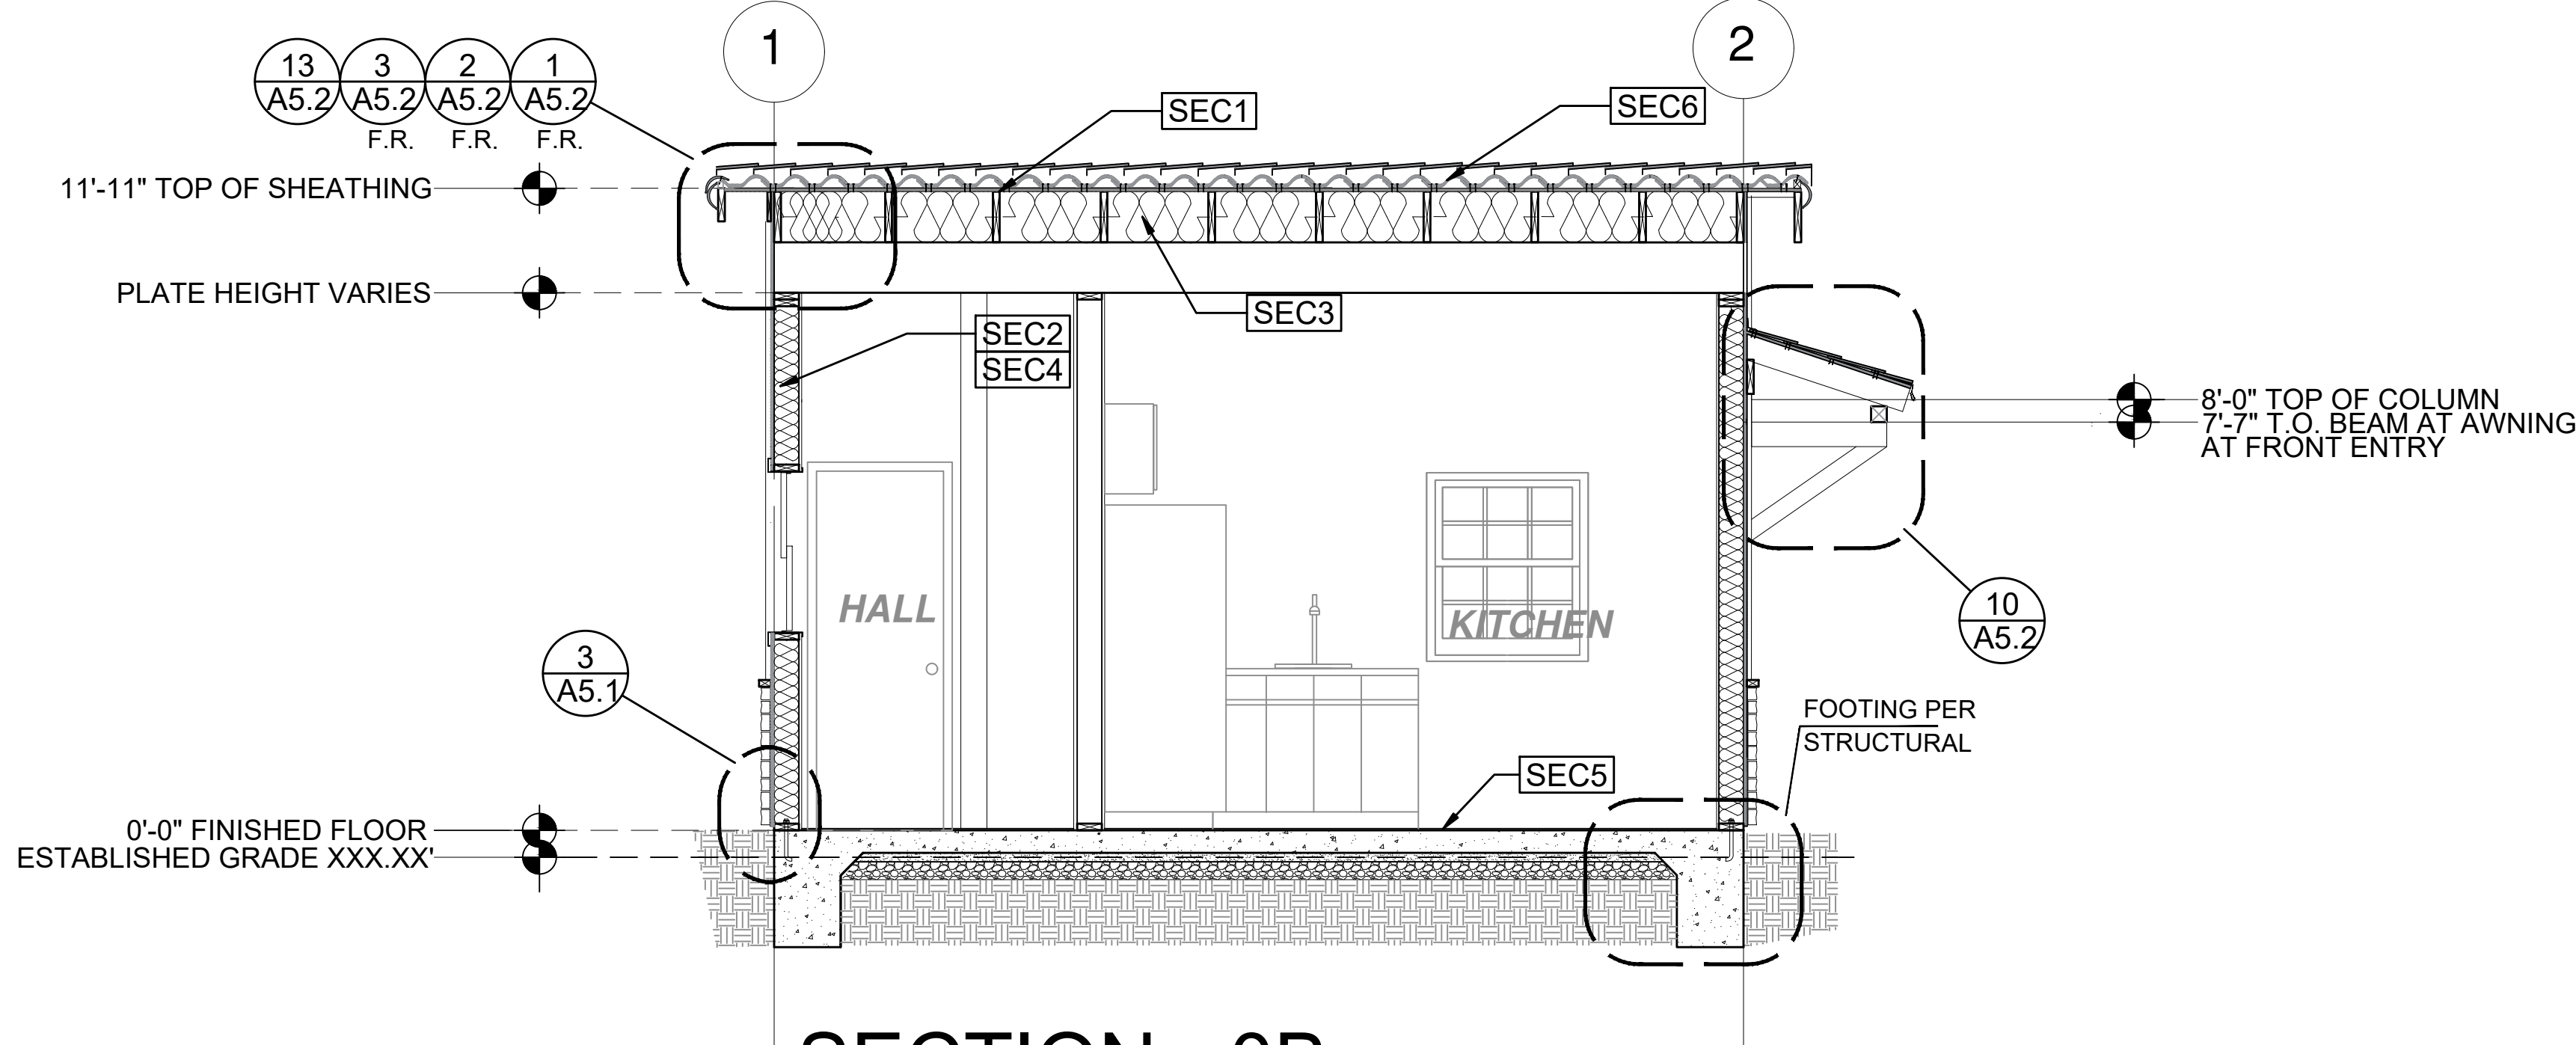 1
2
13
A5.2
3
A5.2
F.R.
2
A5.2
F.R.
1
A5.2
F.R.
SEC1
SEC6
11'-11" TOP OF SHEATHING
PLATE HEIGHT VARIES
SEC3
SEC2
SEC4
8'-0" TOP OF COLUMN
7'-7" T.O. BEAM AT AWNING
AT FRONT ENTRY
HALL
KITCHEN
10
A5.2
3
A5.1
FOOTING PER
STRUCTURAL
SEC5
0'-0" FINISHED FLOOR
ESTABLISHED GRADE XXX.XX'
SECTION